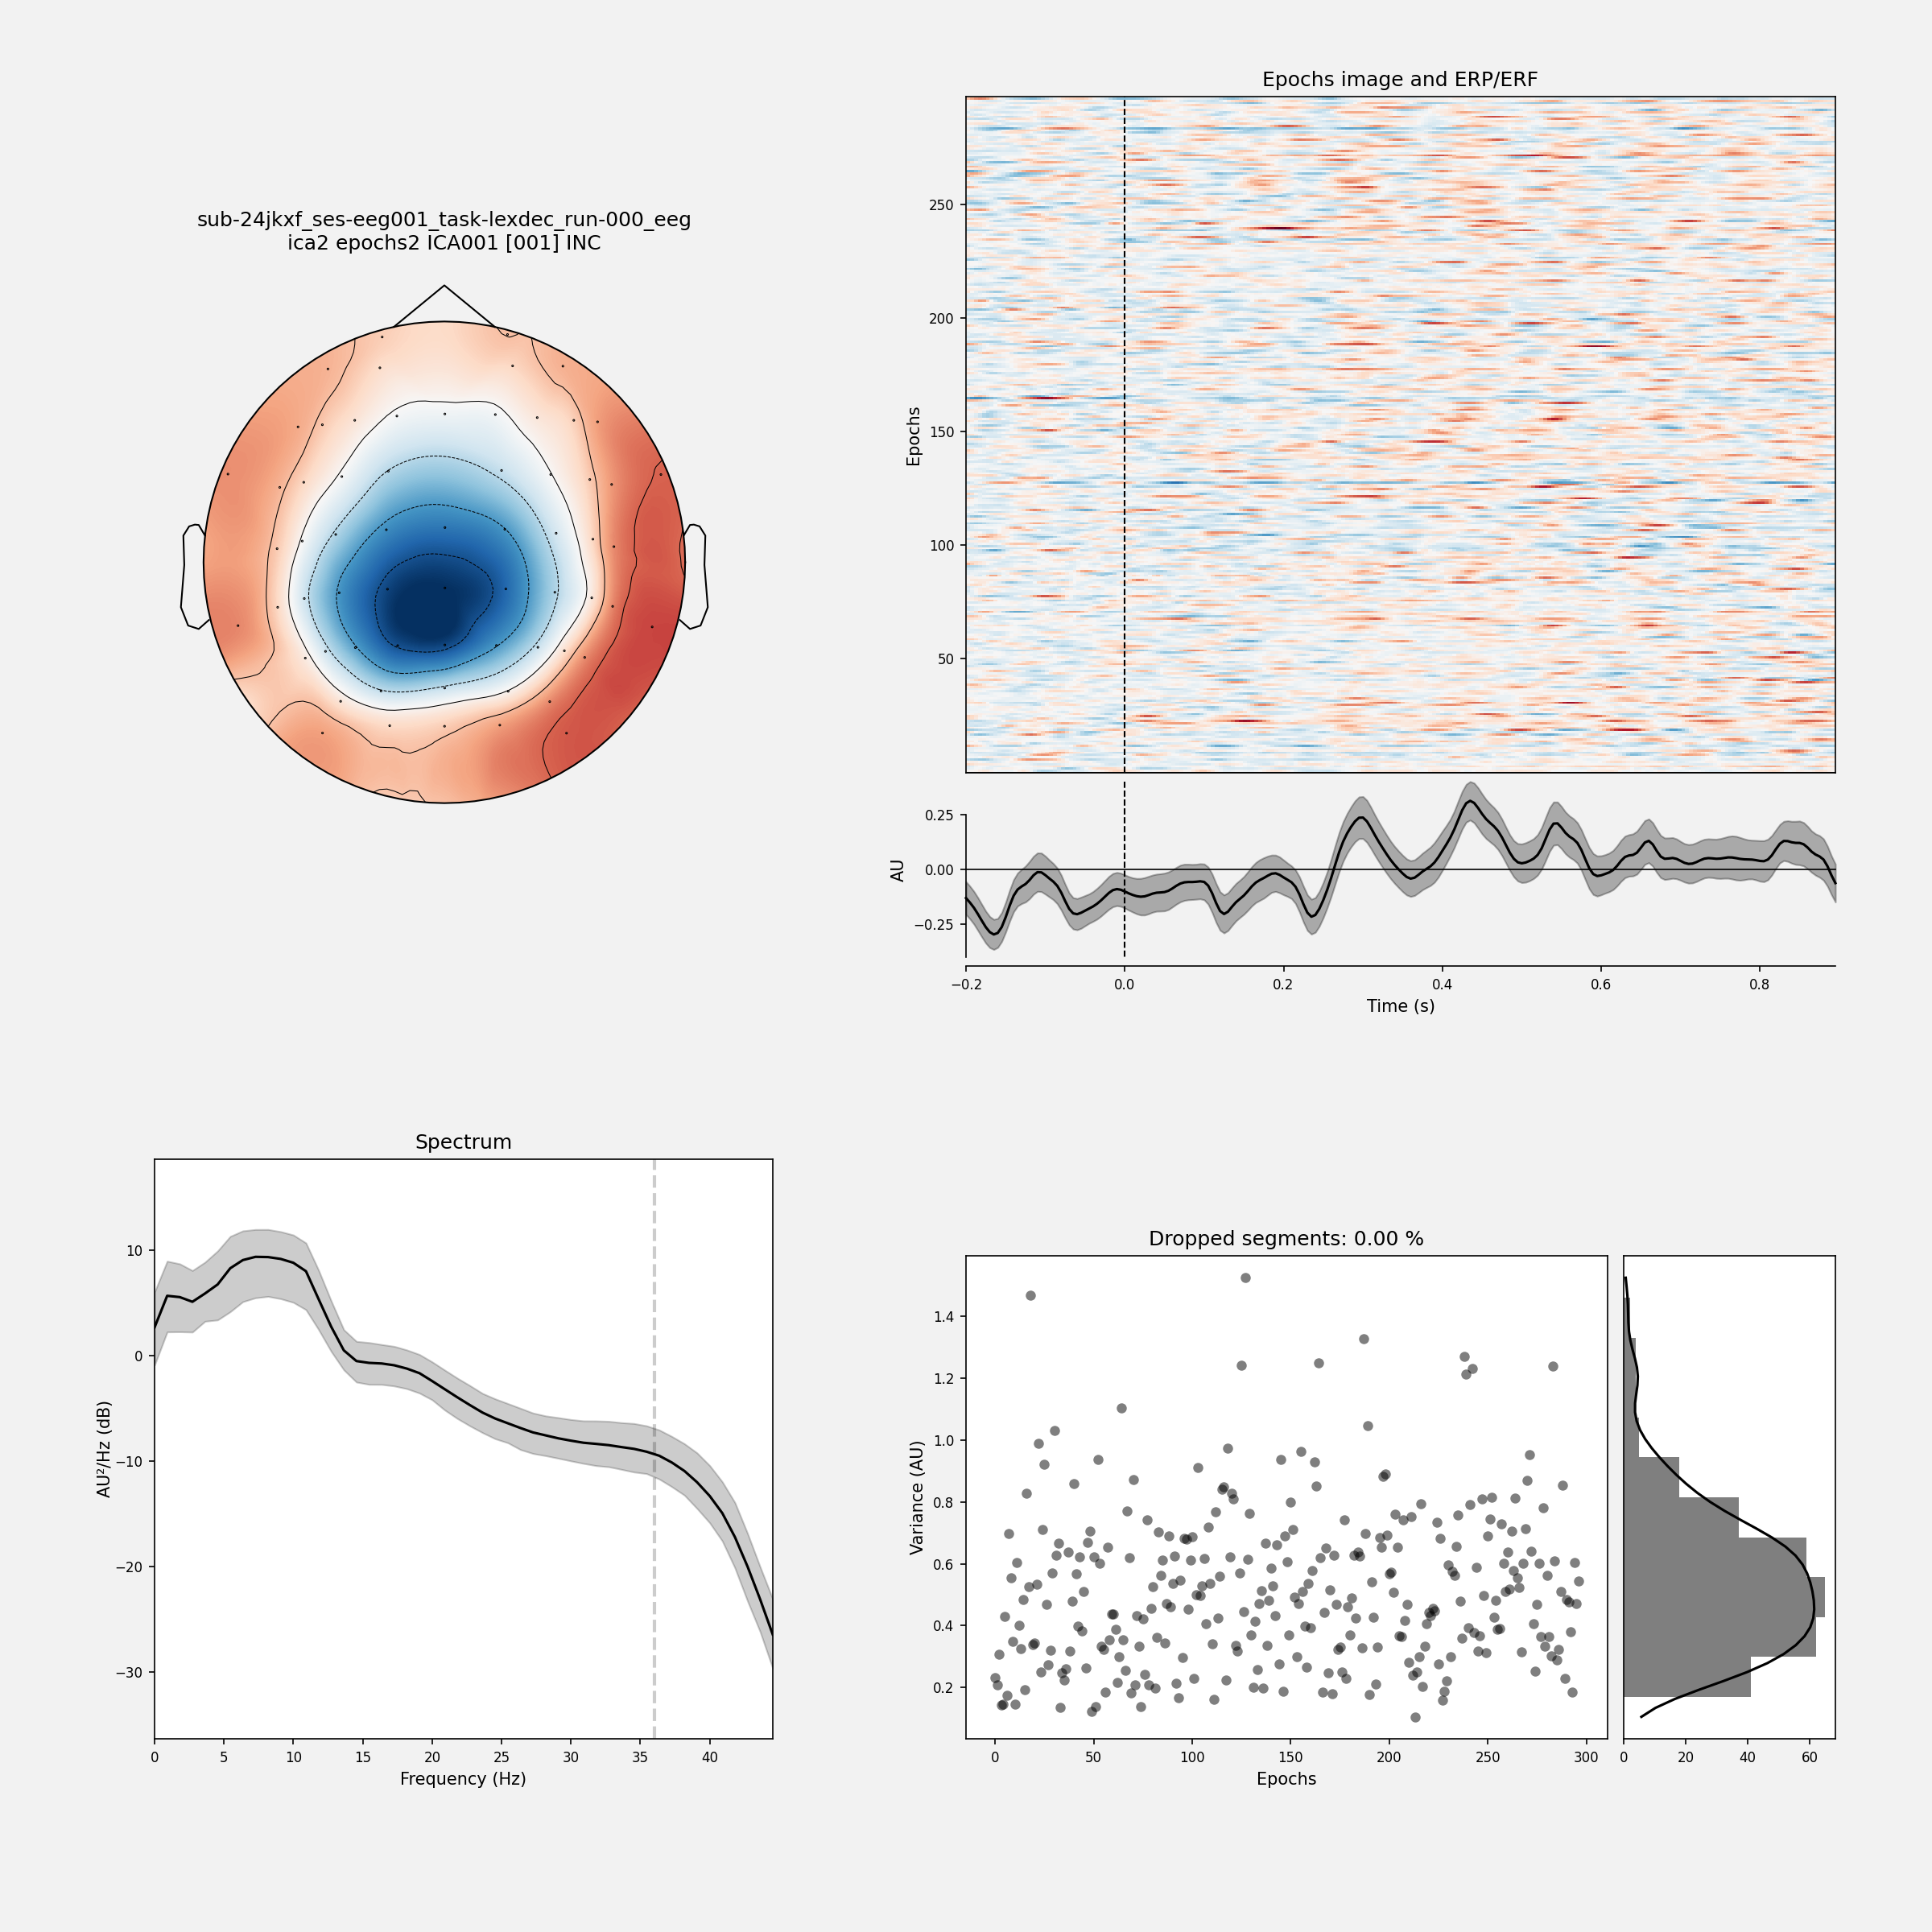 sub-24jkxf_ses-eeg001_task-lexdec_run-000_eeg
ica2 epochs2 ICA001 [001] INC
Epochs image and ERP/ERF
Epochs
250
200
150
100
50
AU
0.25
0.00
−0.25
−0.2 0.0 0.2 0.4 0.6 0.8
Time (s)
Spectrum
AU²/Hz (dB)
10
0
−10
−20
−30
0 5 10 15 20 25 30 35 40
Frequency (Hz)
Dropped segments: 0.00 %
Variance (AU)
1.4
1.2
1.0
0.8
0.6
0.4
0.2
0 50 100 150 200 250 300
Epochs
0 20 40 60